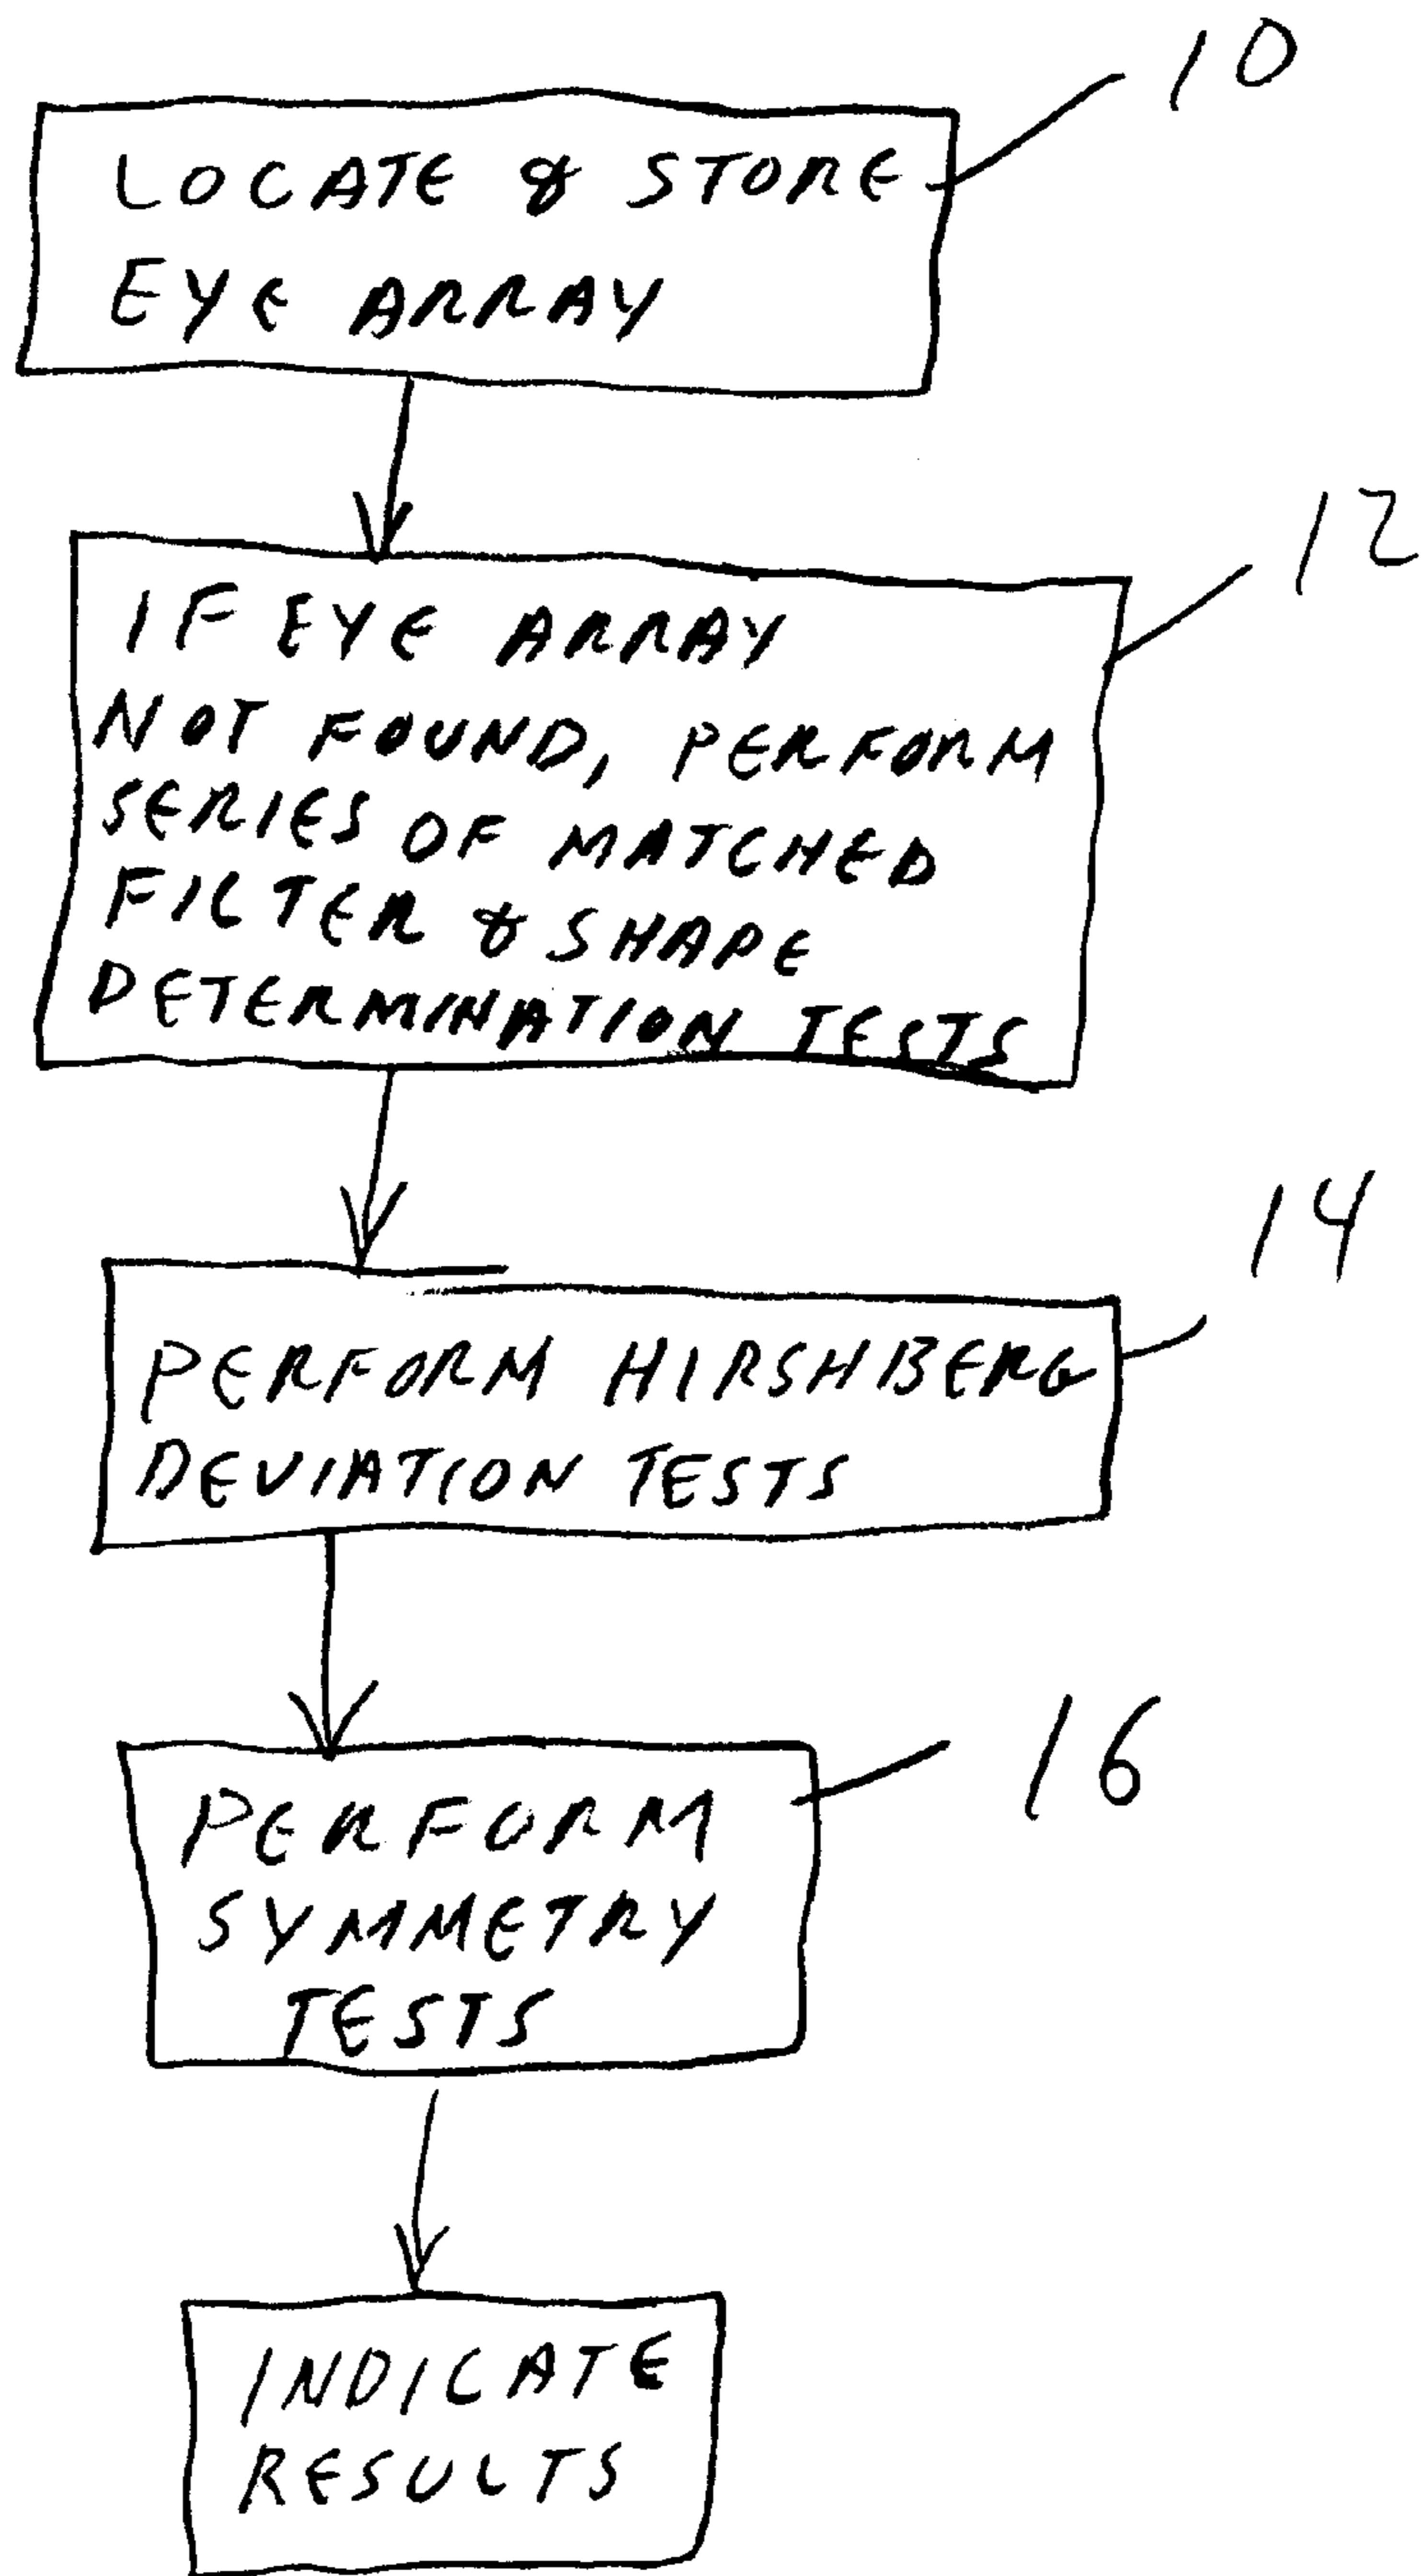 10
LOCATE & STORE
EYE ARRAY
12
IF EYE ARRAY
NOT FOUND, PERFORM
SERIES OF MATCHED
FILTER & SHAPE
DETERMINATION TESTS
14
PERFORM HIRSHBERG
DEVIATION TESTS
16
PERFORM
SYMMETRY
TESTS
INDICATE
RESULTS